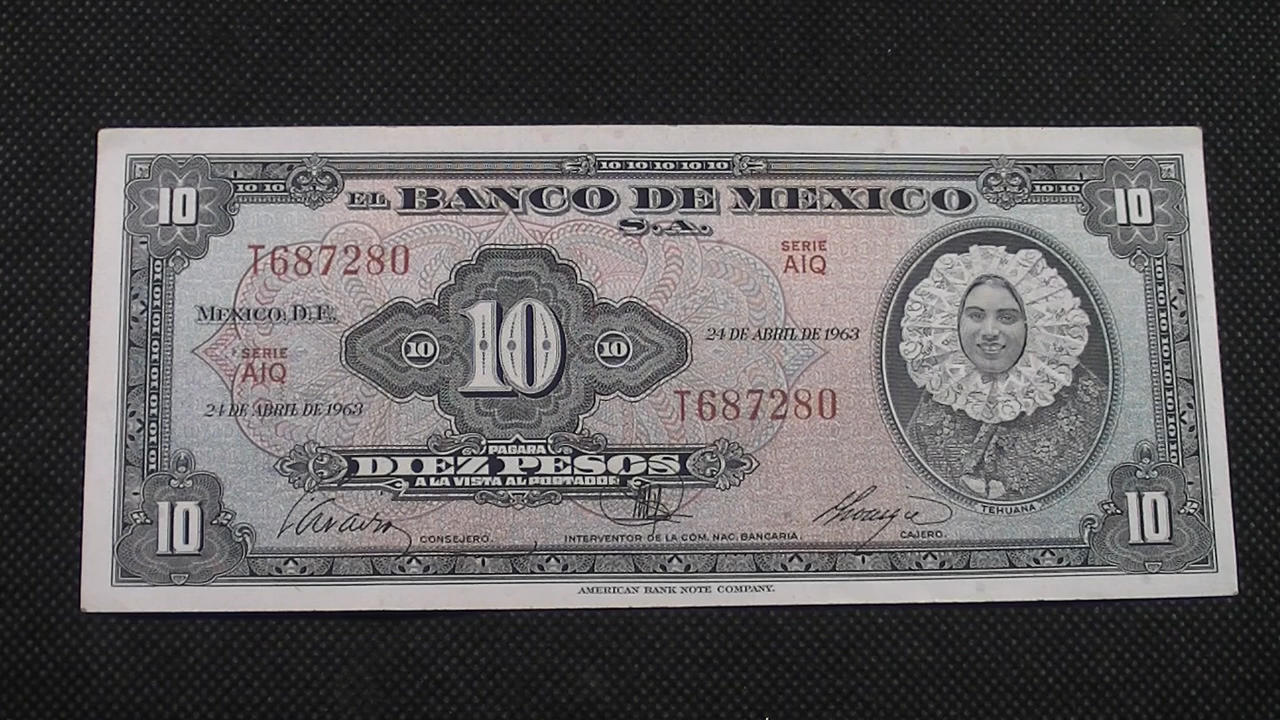 10 10 10 10 10
10 10 10
10 10 10
EL BANCO DE MEXICO
S.A.
T687280
SERIE
AIQ
MEXICO, D.F.
10 10 10
24 DE ABRIL DE 1963
SERIE
AIQ
24 DE ABRIL DE 1963
T687280
PAGARA
DIEZ PESOS
A LA VISTA AL PORTADOR
TEHUANA
10
CONSEJERO.
INTERVENTOR DE LA COM. NAC. BANCARIA.
CAJERO.
10
AMERICAN BANK NOTE COMPANY.